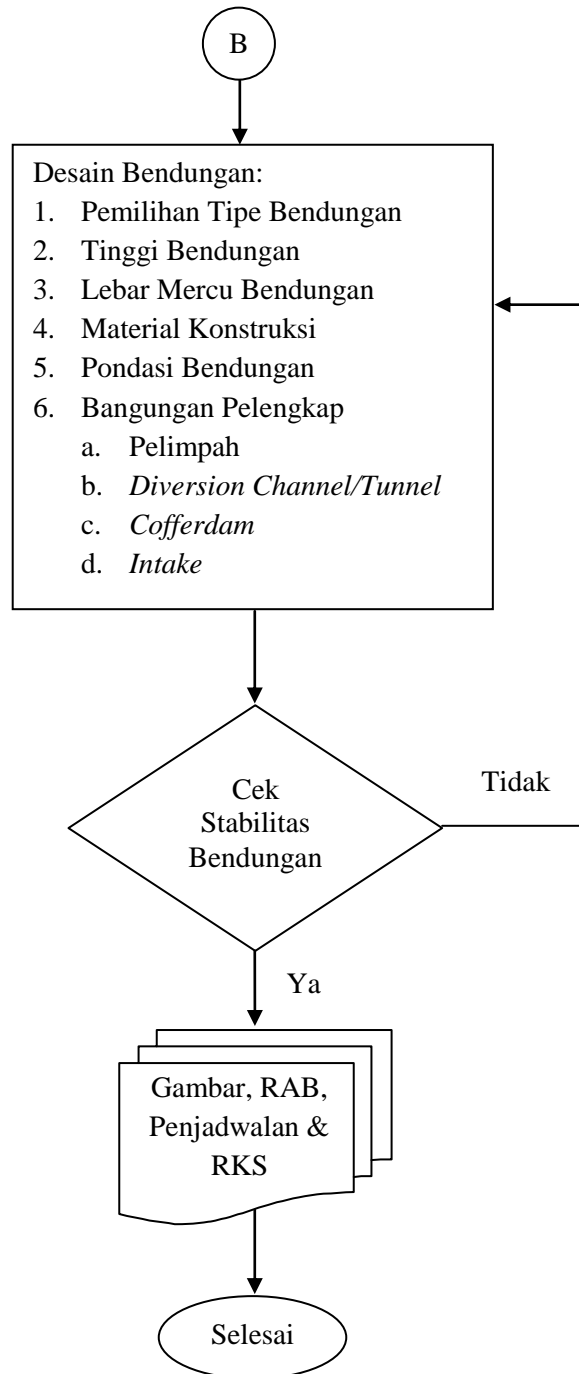 B
Desain Bendungan:
1. Pemilihan Tipe Bendungan
2. Tinggi Bendungan
3. Lebar Mercu Bendungan
4. Material Konstruksi
5. Pondasi Bendungan
6. Bangungan Pelengkap
a. Pelimpah
b. Diversion Channel/Tunnel
c. Cofferdam
d. Intake
Cek
Stabilitas
Bendungan
Tidak
Ya
Gambar, RAB,
Penjadwalan &
RKS
Selesai